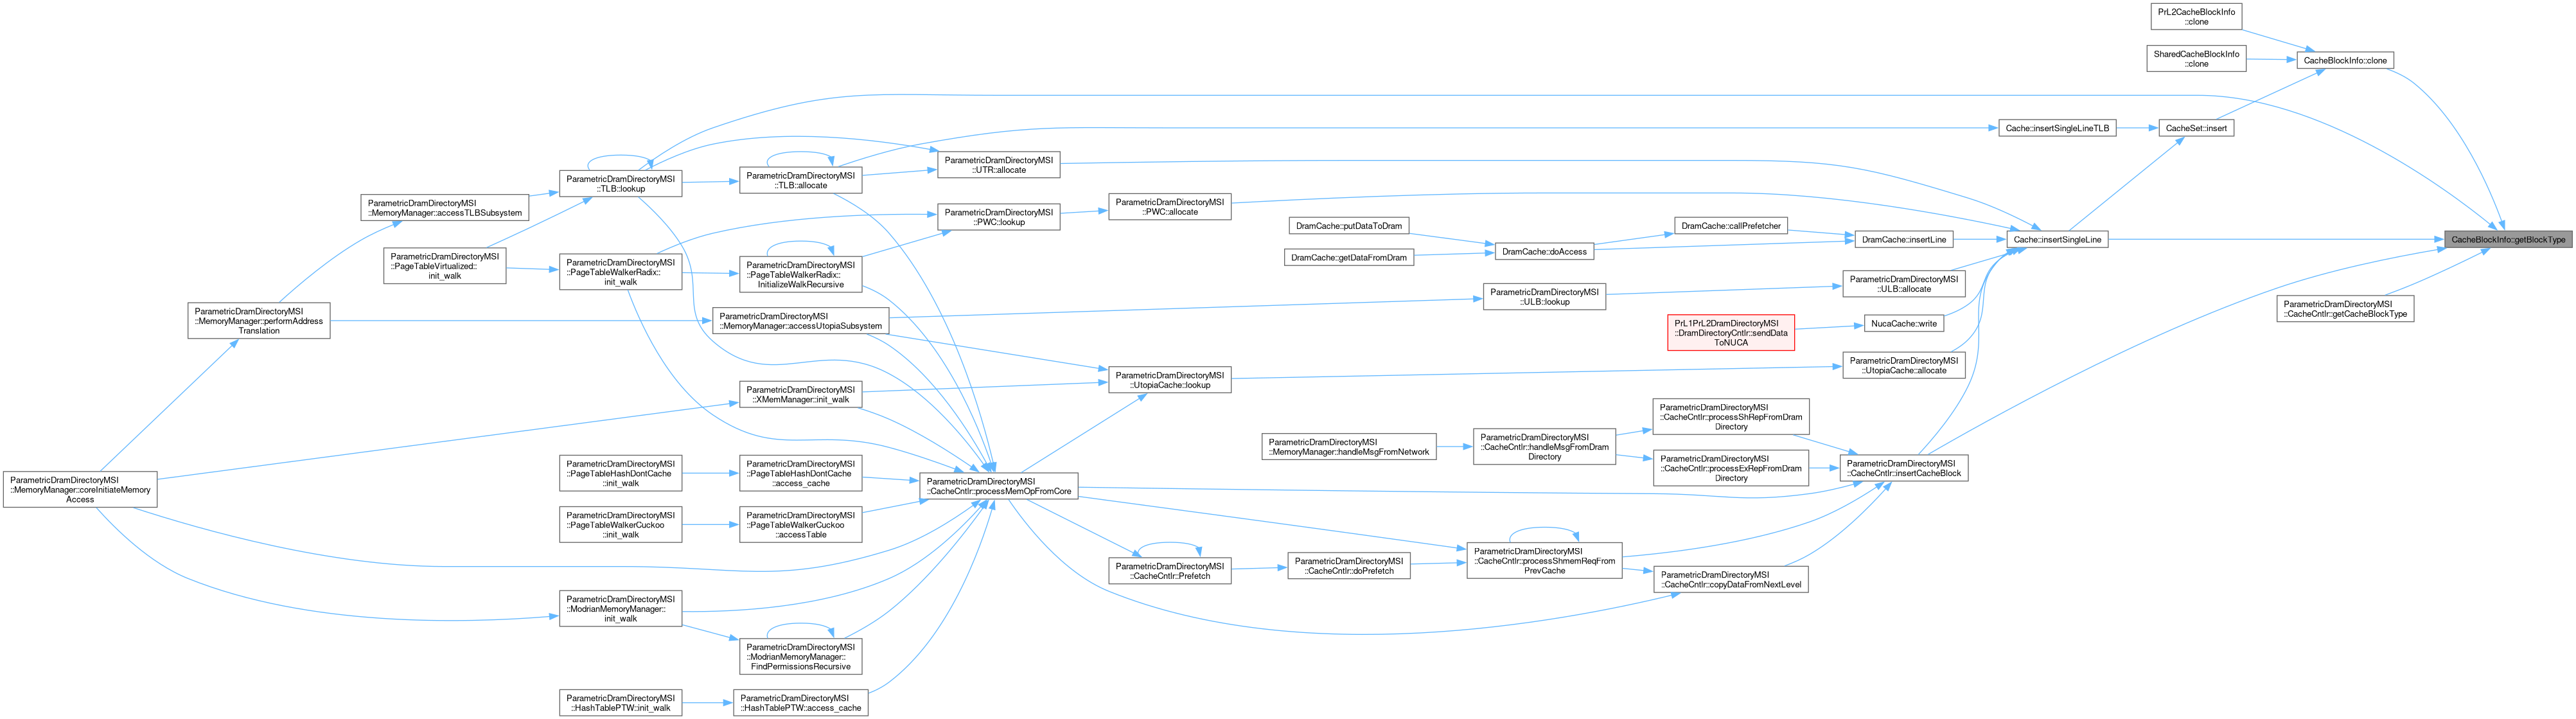 PrL2CacheBlockInfo
::clone
SharedCacheBlockInfo
::clone
CacheBlockInfo::clone
Cache::insertSingleLineTLB
CacheSet::insert
ParametricDramDirectoryMSI
::UTR::allocate
ParametricDramDirectoryMSI
::TLB::lookup
ParametricDramDirectoryMSI
::TLB::allocate
ParametricDramDirectoryMSI
::MemoryManager::accessTLBSubsystem
ParametricDramDirectoryMSI
::PWC::lookup
ParametricDramDirectoryMSI
::PWC::allocate
DramCache::putDataToDram
DramCache::callPrefetcher
DramCache::getDataFromDram
DramCache::doAccess
DramCache::insertLine
Cache::insertSingleLine
CacheBlockInfo::getBlockType
ParametricDramDirectoryMSI
::PageTableVirtualized::
init_walk
ParametricDramDirectoryMSI
::PageTableWalkerRadix::
init_walk
ParametricDramDirectoryMSI
::PageTableWalkerRadix::
InitializeWalkRecursive
ParametricDramDirectoryMSI
::ULB::lookup
ParametricDramDirectoryMSI
::ULB::allocate
ParametricDramDirectoryMSI
::CacheCntlr::getCacheBlockType
ParametricDramDirectoryMSI
::MemoryManager::performAddress
Translation
ParametricDramDirectoryMSI
::MemoryManager::accessUtopiaSubsystem
PrL1PrL2DramDirectoryMSI
::DramDirectoryCntlr::sendData
ToNUCA
NucaCache::write
ParametricDramDirectoryMSI
::UtopiaCache::lookup
ParametricDramDirectoryMSI
::UtopiaCache::allocate
ParametricDramDirectoryMSI
::XMemManager::init_walk
ParametricDramDirectoryMSI
::CacheCntlr::processShRepFromDram
Directory
ParametricDramDirectoryMSI
::MemoryManager::handleMsgFromNetwork
ParametricDramDirectoryMSI
::CacheCntlr::handleMsgFromDram
Directory
ParametricDramDirectoryMSI
::CacheCntlr::processExRepFromDram
Directory
ParametricDramDirectoryMSI
::CacheCntlr::insertCacheBlock
ParametricDramDirectoryMSI
::MemoryManager::coreInitiateMemory
Access
ParametricDramDirectoryMSI
::PageTableHashDontCache
::init_walk
ParametricDramDirectoryMSI
::PageTableHashDontCache
::access_cache
ParametricDramDirectoryMSI
::CacheCntlr::processMemOpFromCore
ParametricDramDirectoryMSI
::PageTableWalkerCuckoo
::init_walk
ParametricDramDirectoryMSI
::PageTableWalkerCuckoo
::accessTable
ParametricDramDirectoryMSI
::CacheCntlr::Prefetch
ParametricDramDirectoryMSI
::CacheCntlr::doPrefetch
ParametricDramDirectoryMSI
::CacheCntlr::processShmemReqFrom
PrevCache
ParametricDramDirectoryMSI
::CacheCntlr::copyDataFromNextLevel
ParametricDramDirectoryMSI
::ModrianMemoryManager::
init_walk
ParametricDramDirectoryMSI
::ModrianMemoryManager::
FindPermissionsRecursive
ParametricDramDirectoryMSI
::HashTablePTW::init_walk
ParametricDramDirectoryMSI
::HashTablePTW::access_cache